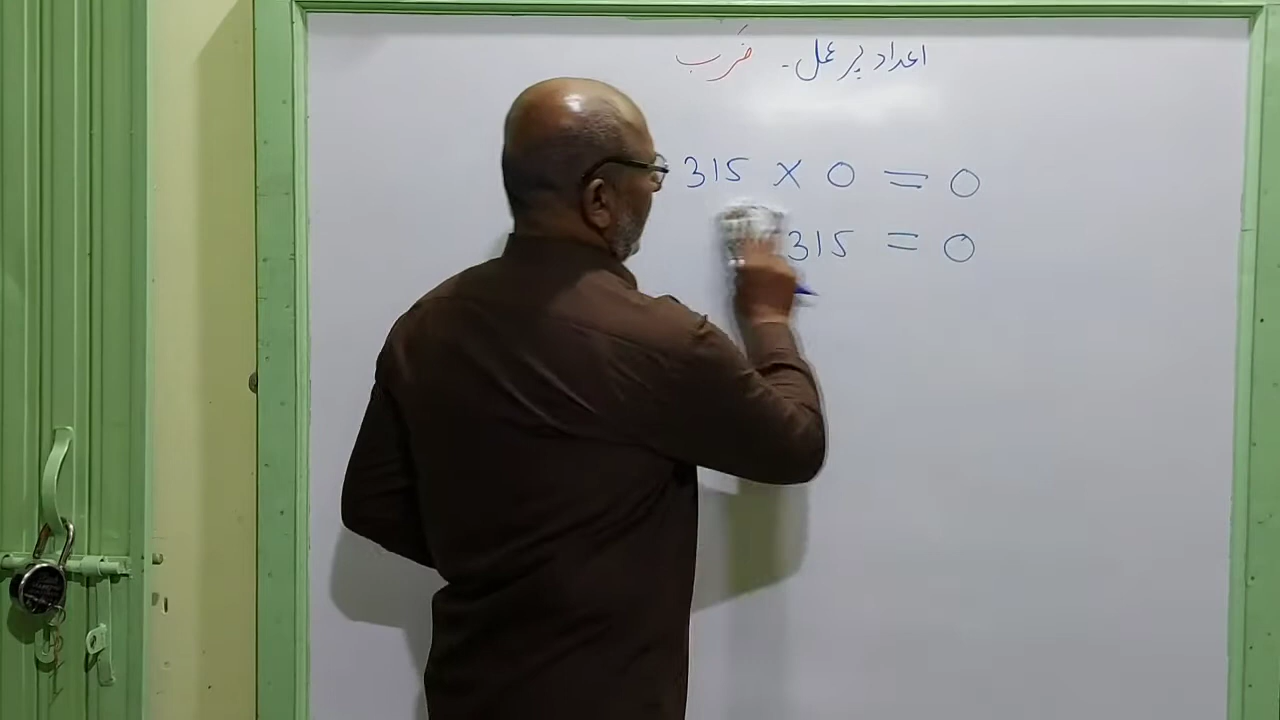 اعداد پر عمل - ضرب
315 × 0 = 0
315 = 0